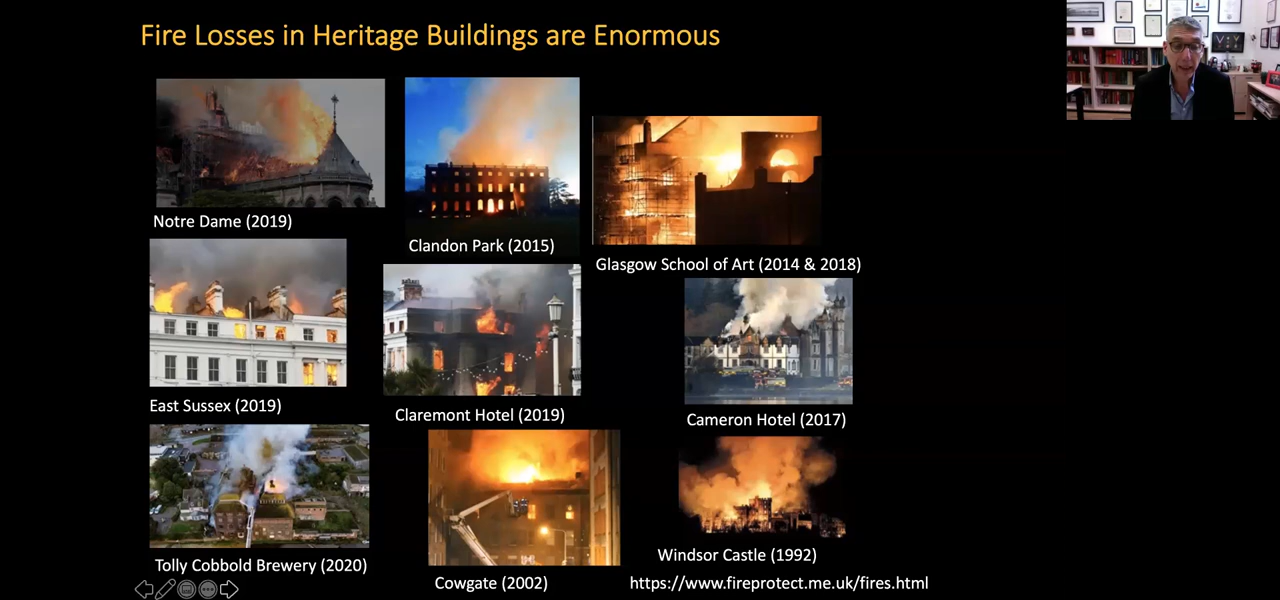 Fire Losses in Heritage Buildings are Enormous
Notre Dame (2019)
Clandon Park (2015)
Glasgow School of Art (2014 & 2018)
East Sussex (2019)
Claremont Hotel (2019)
Cameron Hotel (2017)
Tolly Cobbold Brewery (2020)
Cowgate (2002)
Windsor Castle (1992)
https://www.fireprotect.me.uk/fires.html